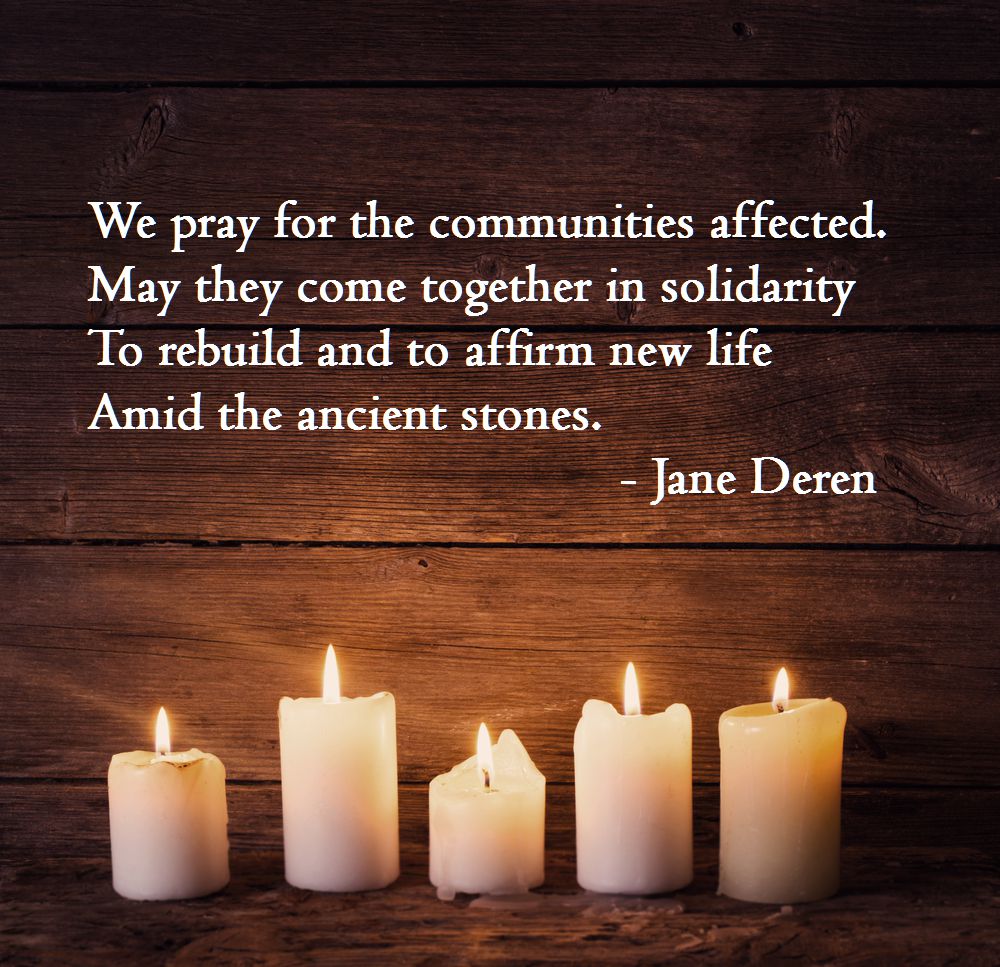 We pray for the communities affected.
May they come together in solidarity
To rebuild and to affirm new life
Amid the ancient stones.
- Jane Deren